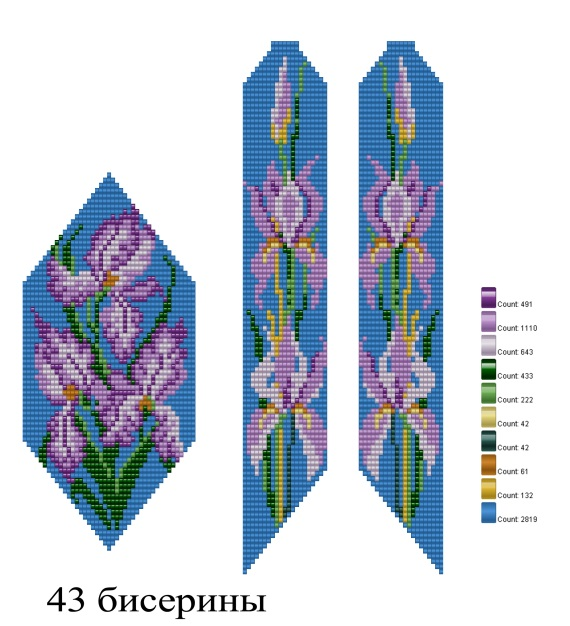 Count: 491
Count: 1110
Count: 643
Count: 433
Count: 222
Count: 42
Count: 42
Count: 61
Count: 132
Count: 2819
43 бисерины